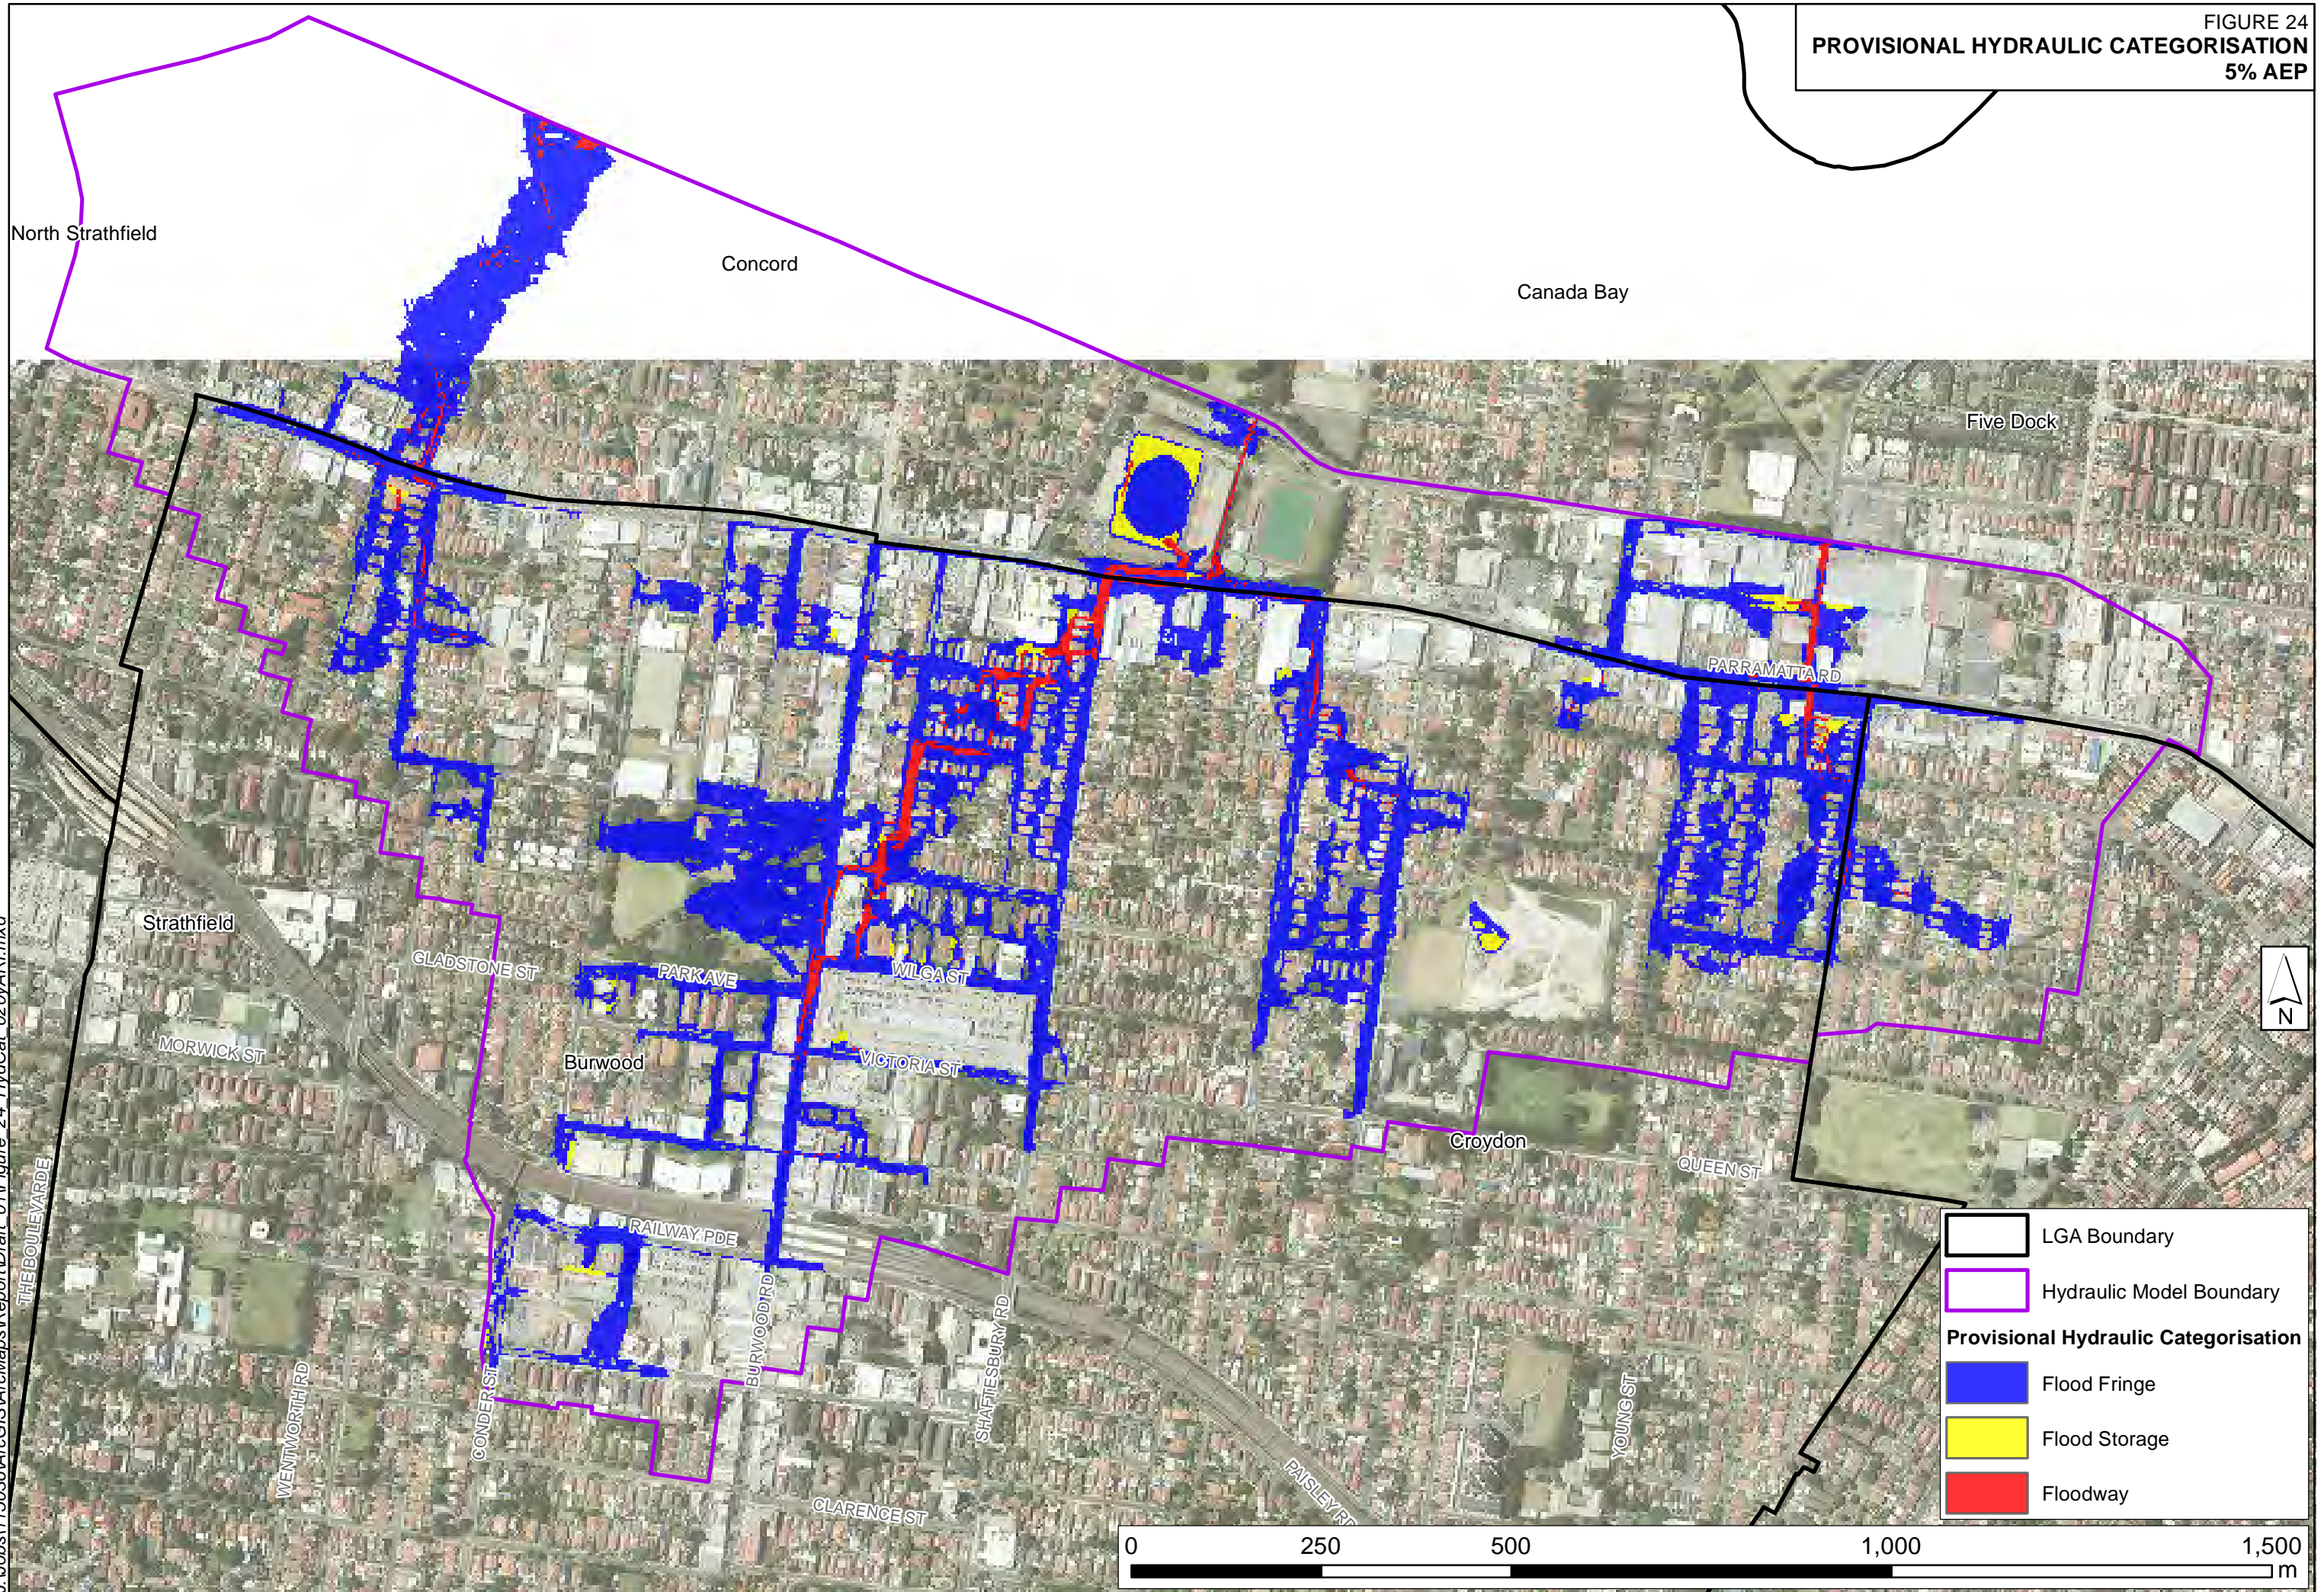 FIGURE 24
PROVISIONAL HYDRAULIC CATEGORISATION
5% AEP
North Strathfield
Concord
Canada Bay
Five Dock
PARRAMATTA RD
Strathfield
GLADSTONE ST
PARK AVE
WILGA ST
MORWICK ST
Burwood
VICTORIA ST
Croydon
QUEEN ST
THE BOULEVARDE
RAILWAY PDE
BURWOOD RD
SHAFTESBURY RD
WENTWORTH RD
CONDER ST
YOUNG ST
PAISLEY RD
CLARENCE ST
N
LGA Boundary
Hydraulic Model Boundary
Provisional Hydraulic Categorisation
Flood Fringe
Flood Storage
Floodway
0 250 500 1,000 1,500
m